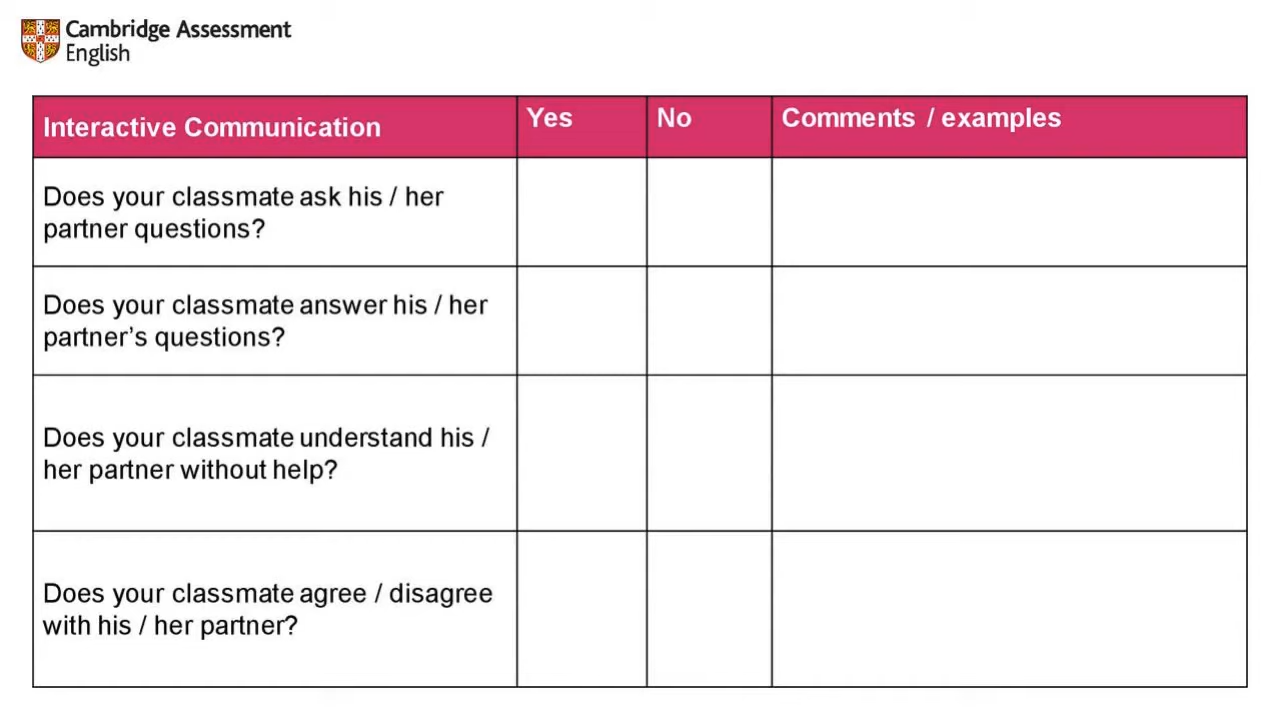 Cambridge Assessment
English
Interactive Communication
Yes
No
Comments / examples
Does your classmate ask his / her
partner questions?
Does your classmate answer his / her
partner’s questions?
Does your classmate understand his /
her partner without help?
Does your classmate agree / disagree
with his / her partner?